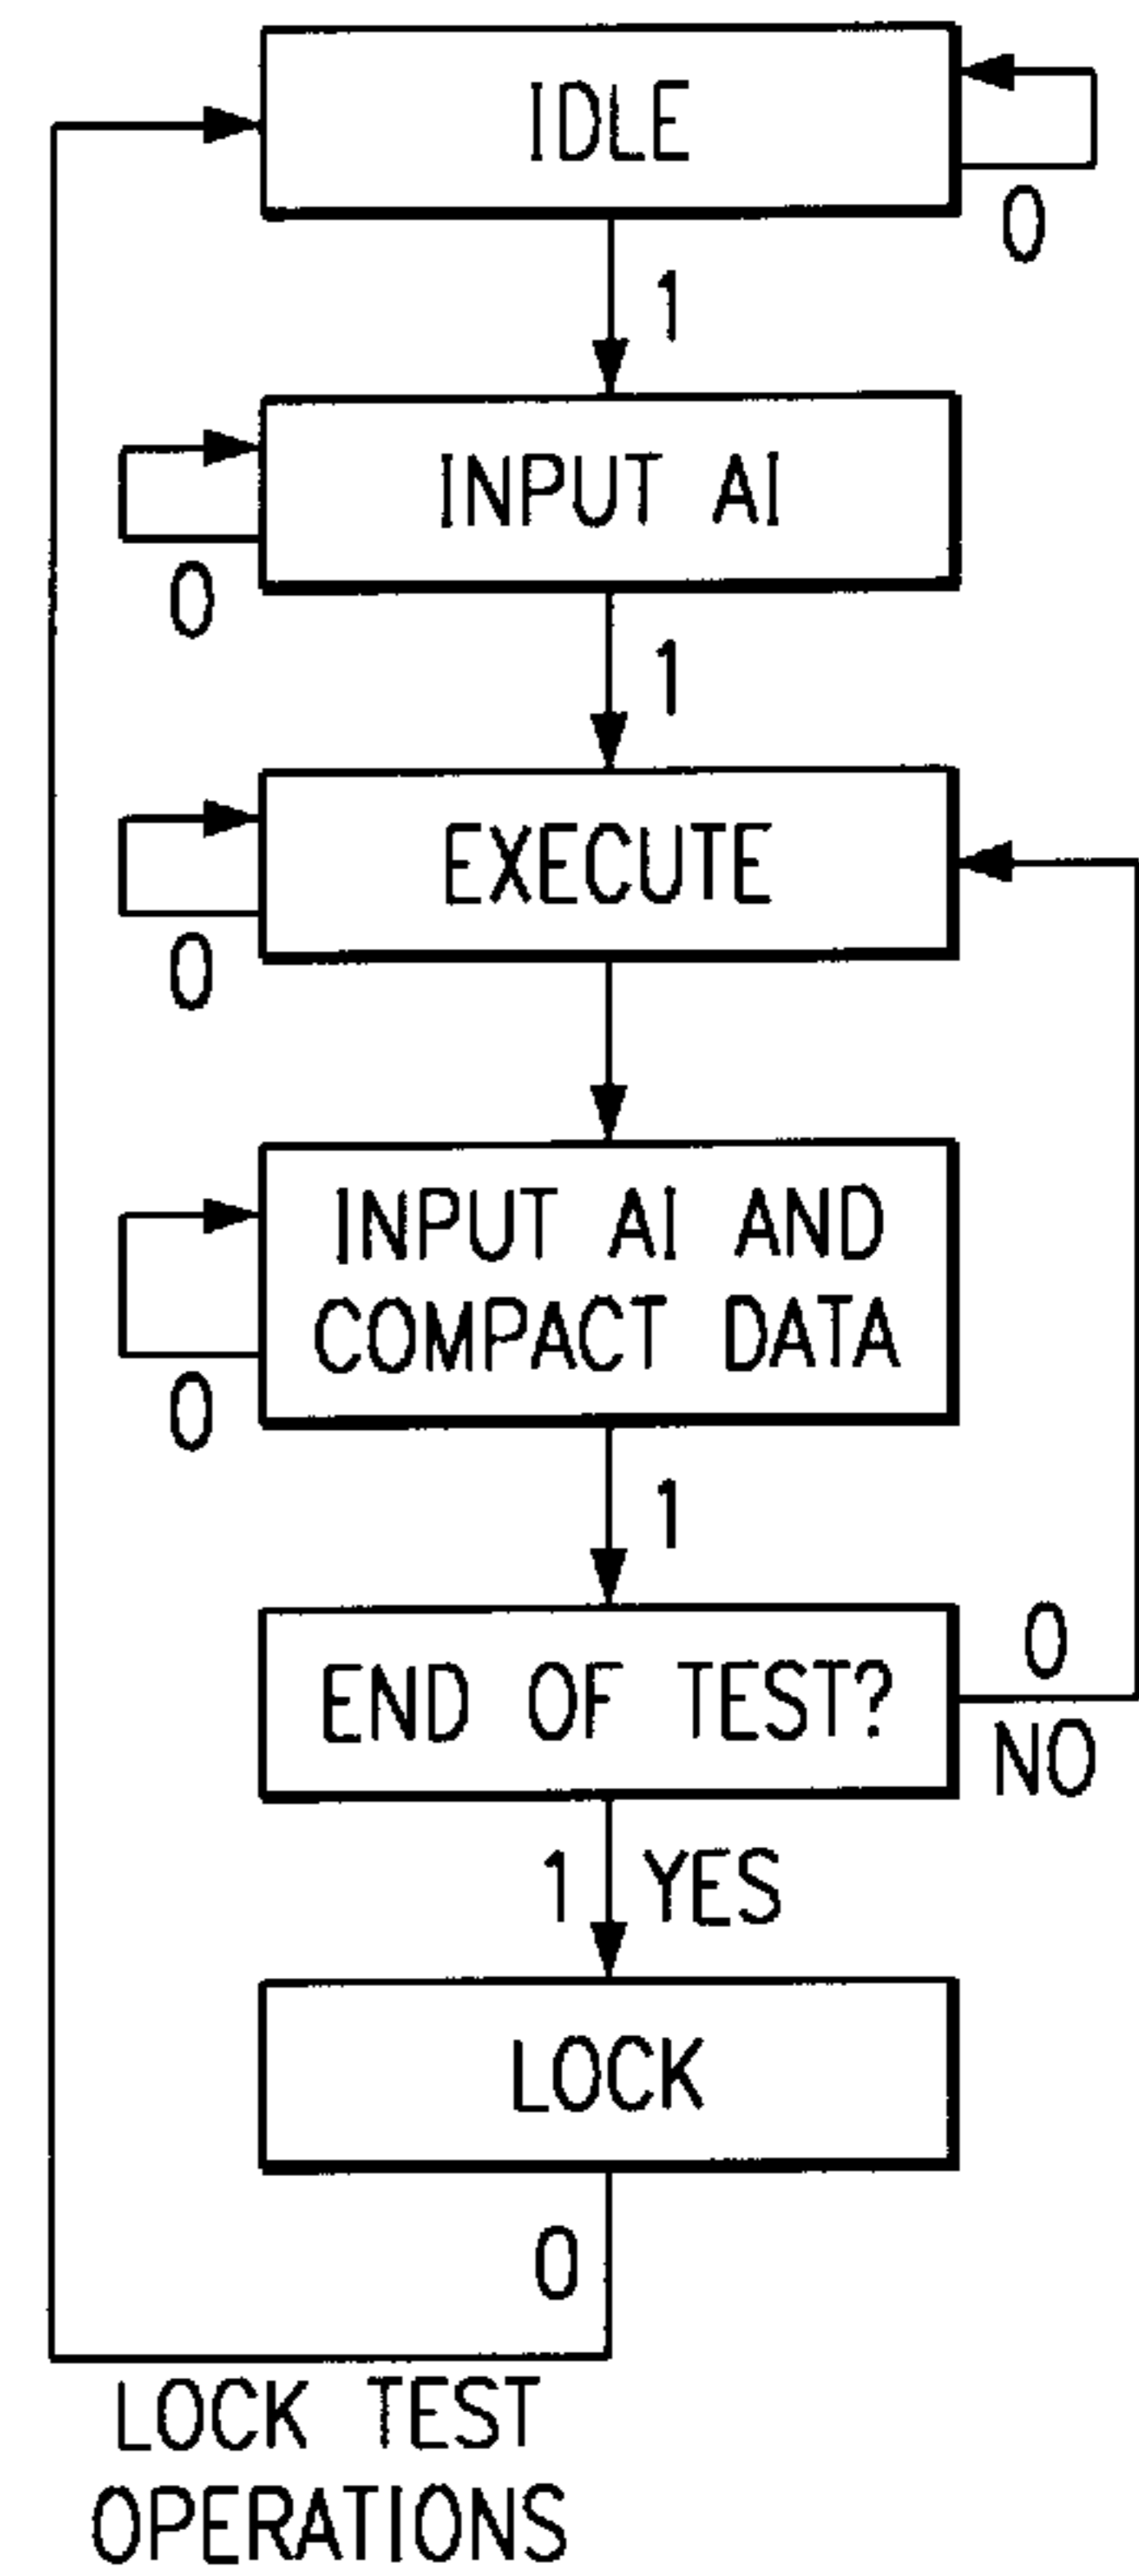 IDLE
0
1
INPUT AI
0
1
EXECUTE
0
INPUT AI AND
COMPACT DATA
0
1
END OF TEST?
0
NO
1 YES
LOCK
0
LOCK TEST
OPERATIONS